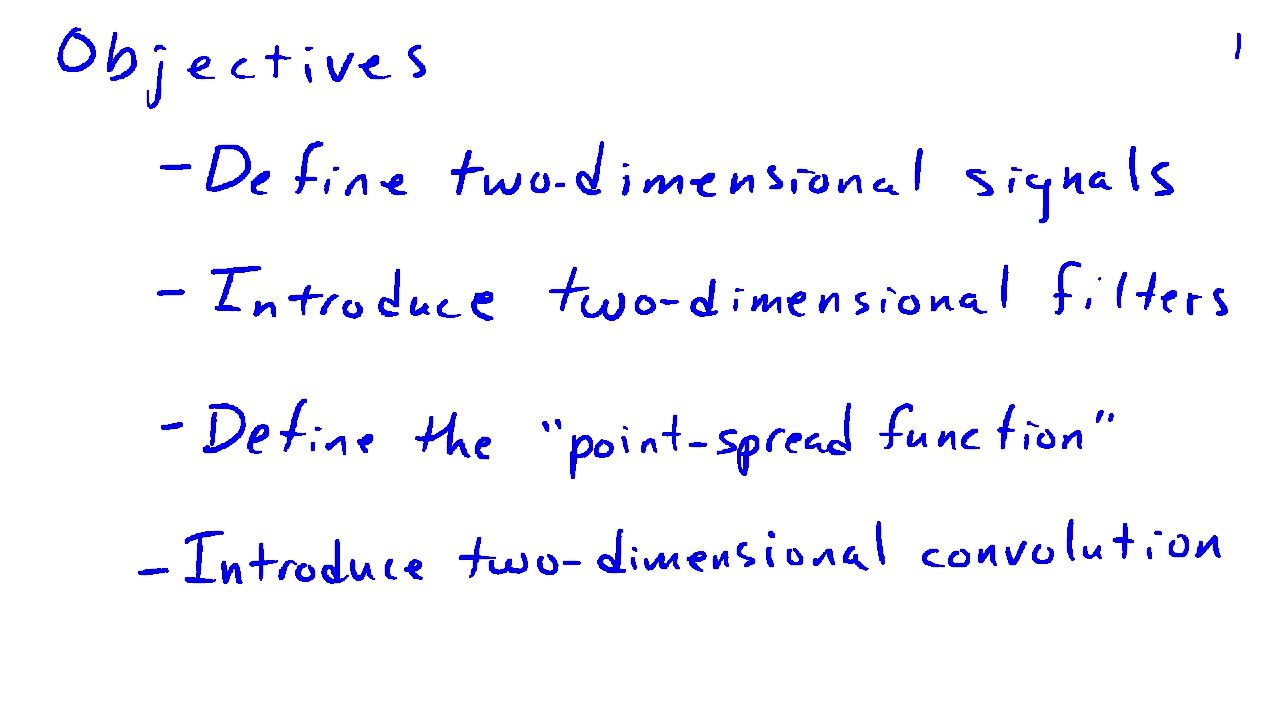 Objectives 1
- Define two-dimensional signals
- Introduce two-dimensional filters
- Define the "point-spread function"
- Introduce two-dimensional convolution